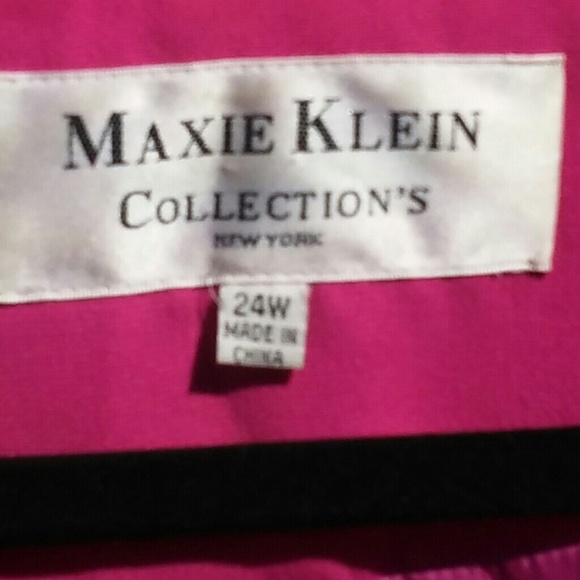 MAXIE KLEIN
COLLECTION'S
NEW YORK
24W
MADE IN
CHINA